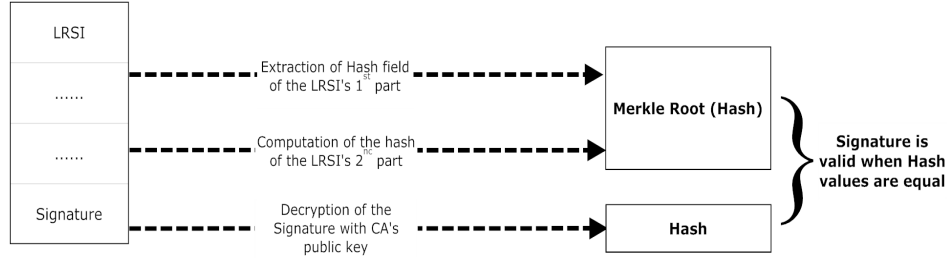 LRSI
......
......
Signature
Extraction of Hash field
of the LRSI's 1st part
Computation of the hash
of the LRSI's 2nc part
Decryption of the
Signature with CA's
public key
Merkle Root (Hash)
Hash
Signature is
valid when Hash
values are equal